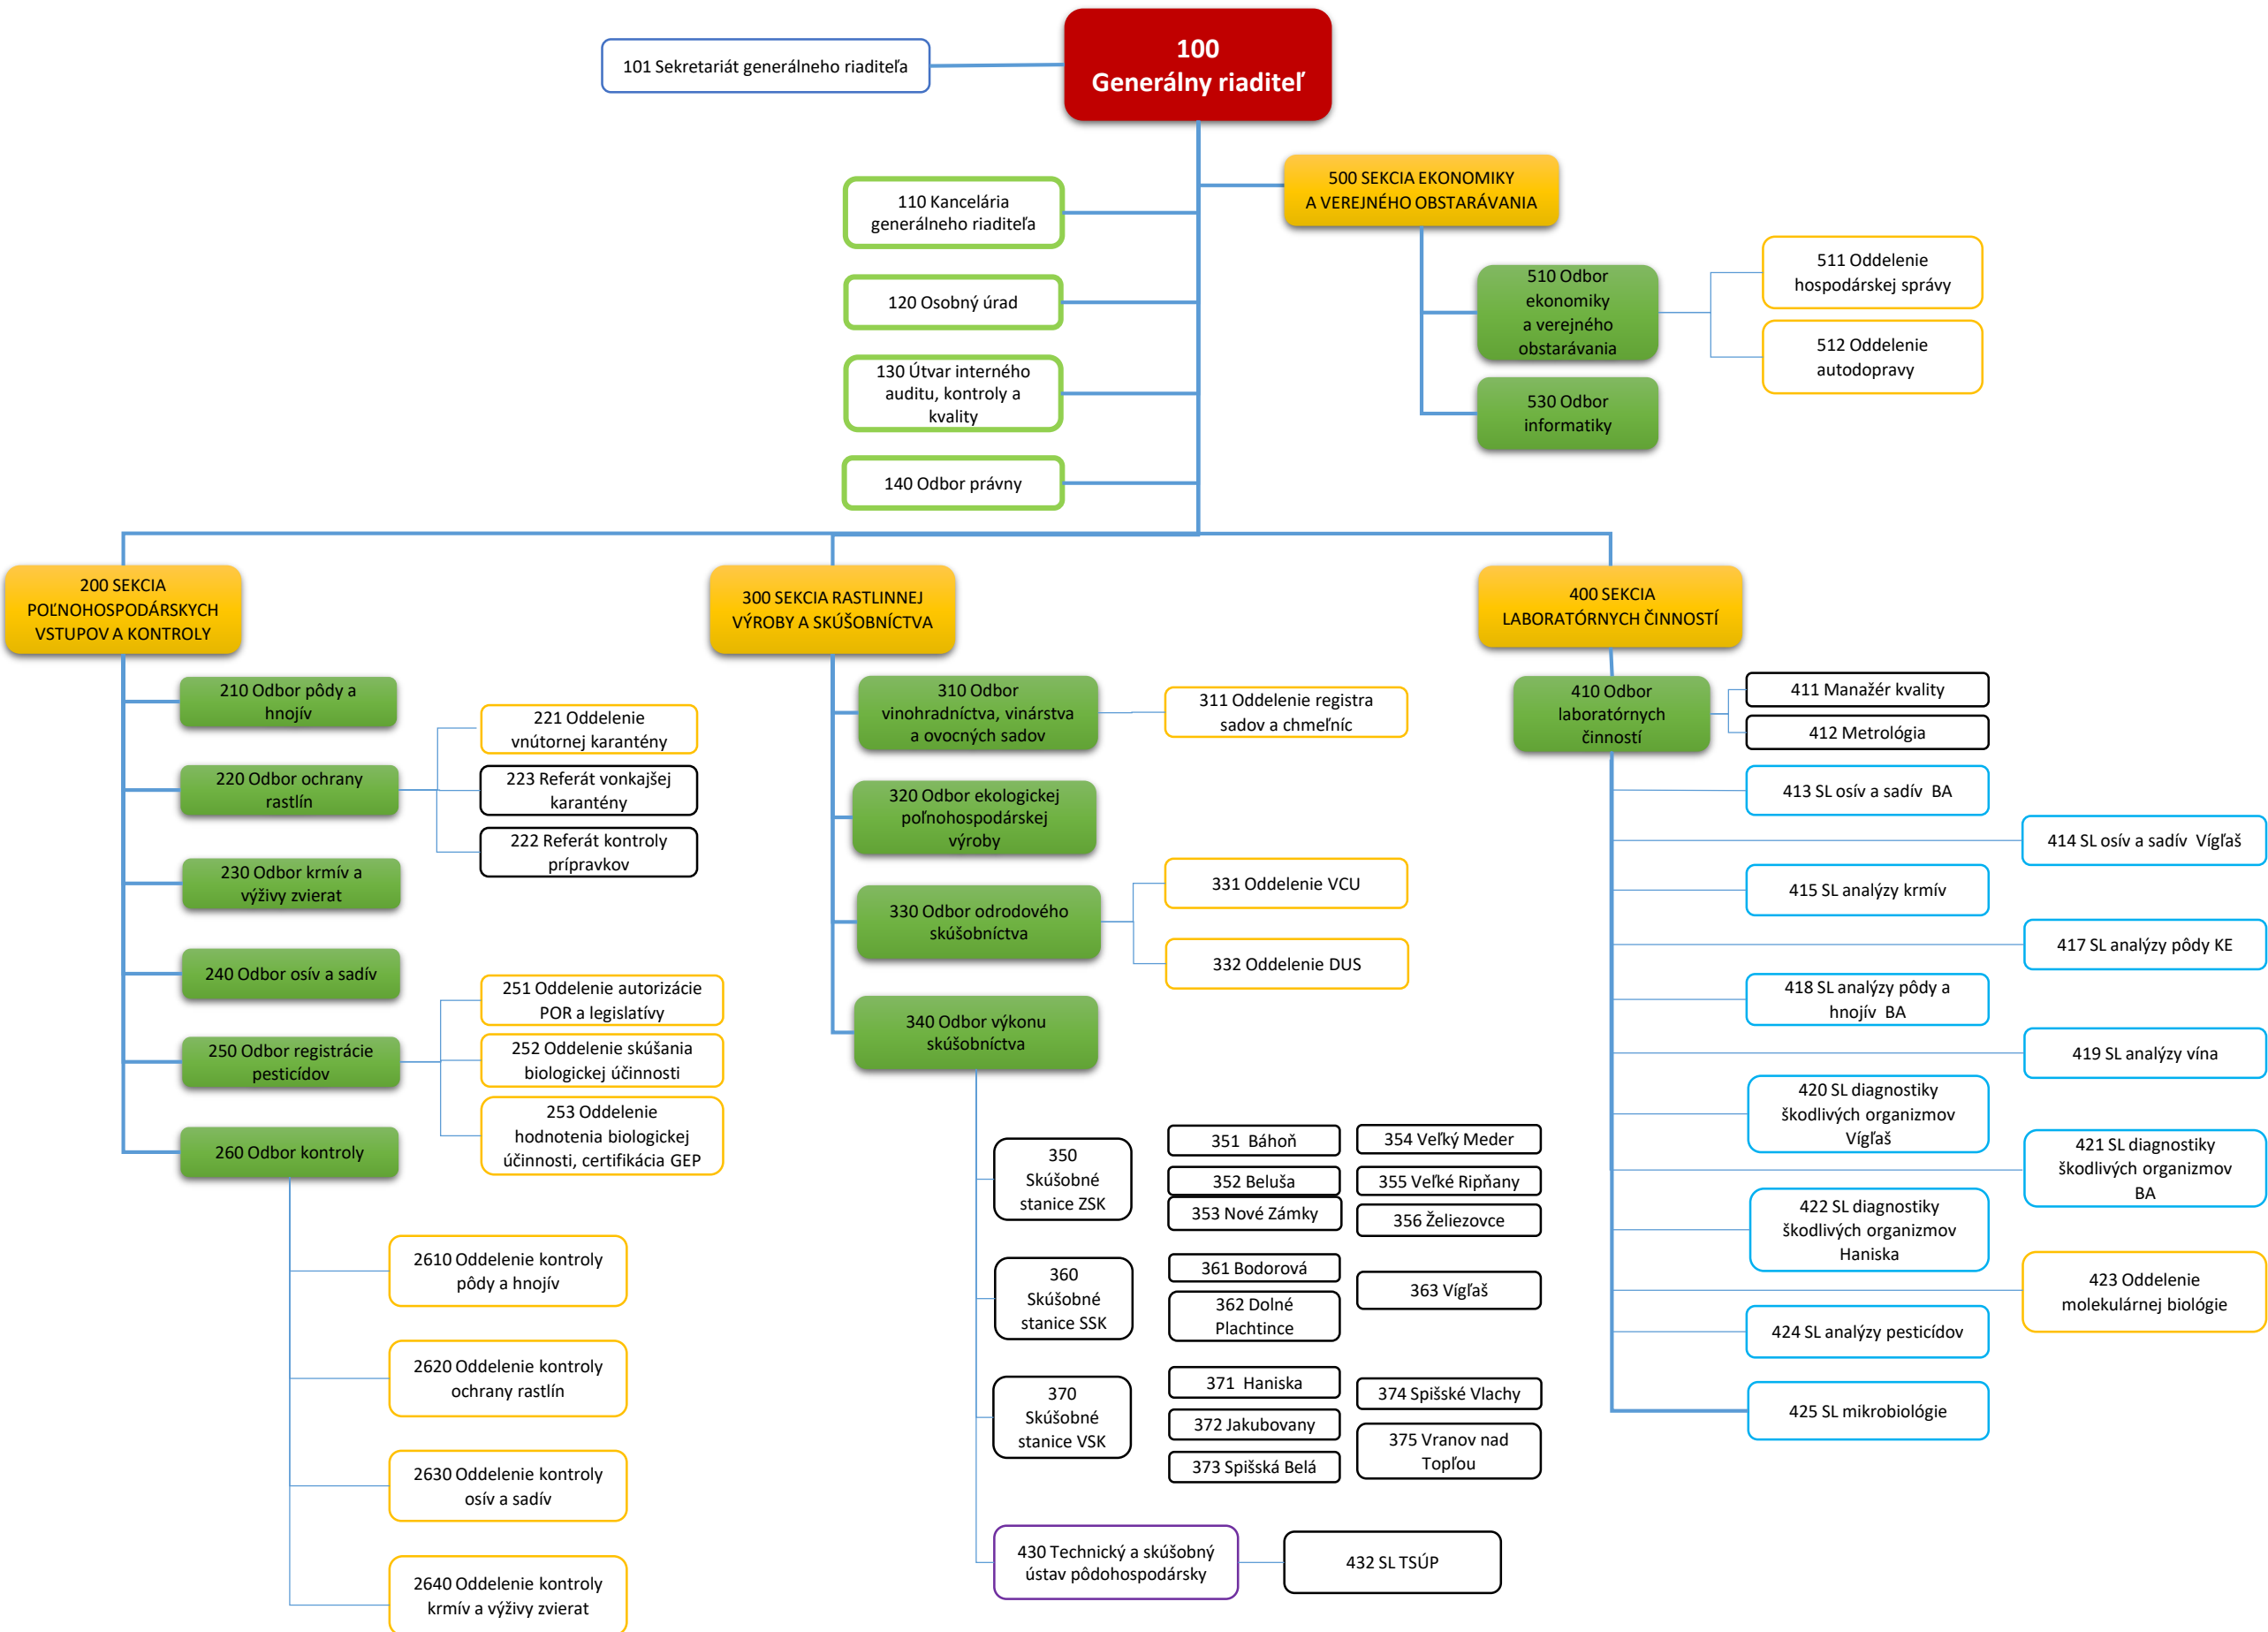 100
Generálny riaditeľ
101 Sekretariát generálneho riaditeľa
110 Kancelária
generálneho riaditeľa
120 Osobný úrad
130 Útvar interného
auditu, kontroly a
kvality
140 Odbor právny
500 SEKCIA EKONOMIKY
A VEREJNÉHO OBSTARÁVANIA
510 Odbor
ekonomiky
a verejného
obstarávania
511 Oddelenie
hospodárskej správy
512 Oddelenie
autodopravy
530 Odbor
informatiky
200 SEKCIA
POĽNOHOSPODÁRSKYCH
VSTUPOV A KONTROLY
210 Odbor pôdy a
hnojív
220 Odbor ochrany
rastlín
221 Oddelenie
vnútornej karantény
223 Referát vonkajšej
karantény
222 Referát kontroly
prípravkov
230 Odbor krmív a
výživy zvierat
240 Odbor osív a sadív
250 Odbor registrácie
pesticídov
251 Oddelenie autorizácie
POR a legislatívy
252 Oddelenie skúšania
biologickej účinnosti
253 Oddelenie
hodnotenia biologickej
účinnosti, certifikácia GEP
260 Odbor kontroly
2610 Oddelenie kontroly
pôdy a hnojív
2620 Oddelenie kontroly
ochrany rastlín
2630 Oddelenie kontroly
osív a sadív
2640 Oddelenie kontroly
krmív a výživy zvierat
300 SEKCIA RASTLINNEJ
VÝROBY A SKÚŠOBNÍCTVA
310 Odbor
vinohradníctva, vinárstva
a ovocných sadov
311 Oddelenie registra
sadov a chmeľníc
320 Odbor ekologickej
poľnohospodárskej
výroby
330 Odbor odrodového
skúšobníctva
331 Oddelenie VCU
332 Oddelenie DUS
340 Odbor výkonu
skúšobníctva
350
Skúšobné
stanice ZSK
351 Báhoň
352 Beluša
353 Nové Zámky
354 Veľký Meder
355 Veľké Ripňany
356 Želiezovce
360
Skúšobné
stanice SSK
361 Bodorová
362 Dolné
Plachtince
363 Vígľaš
370
Skúšobné
stanice VSK
371 Haniska
372 Jakubovany
373 Spišská Belá
374 Spišské Vlachy
375 Vranov nad
Topľou
430 Technický a skúšobný
ústav pôdohospodársky
432 SL TSÚP
400 SEKCIA
LABORATÓRNYCH ČINNOSTÍ
410 Odbor
laboratórnych
činností
411 Manažér kvality
412 Metrológia
413 SL osív a sadív BA
414 SL osív a sadív Vígľaš
415 SL analýzy krmív
417 SL analýzy pôdy KE
418 SL analýzy pôdy a
hnojív BA
419 SL analýzy vína
420 SL diagnostiky
škodlivých organizmov
Vígľaš
421 SL diagnostiky
škodlivých organizmov
BA
422 SL diagnostiky
škodlivých organizmov
Haniska
423 Oddelenie
molekulárnej biológie
424 SL analýzy pesticídov
425 SL mikrobiológie